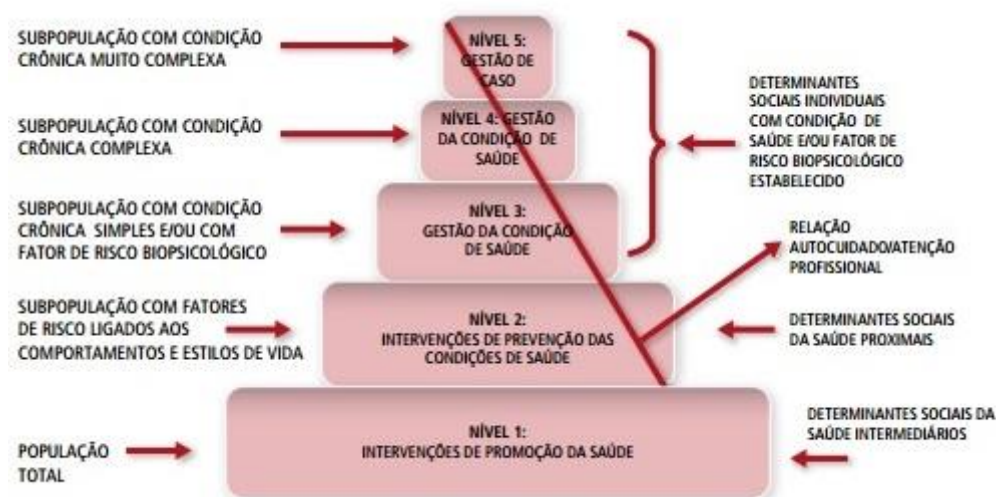 SUBPOPULAÇÃO COM CONDIÇÃO
CRÔNICA MUITO COMPLEXA
SUBPOPULAÇÃO COM CONDIÇÃO
CRÔNICA COMPLEXA
SUBPOPULAÇÃO COM CONDIÇÃO
CRÔNICA SIMPLES E/OU COM
FATOR DE RISCO BIOPSICOLÓGICO
SUBPOPULAÇÃO COM FATORES
DE RISCO LIGADOS AOS
COMPORTAMENTOS E ESTILOS DE VIDA
POPULAÇÃO
TOTAL
NÍVEL 5:
GESTÃO DE
CASO
NÍVEL 4: GESTÃO
DA CONDIÇÃO DE
SAÚDE
NÍVEL 3:
GESTÃO DA CONDIÇÃO
DE SAÚDE
NÍVEL 2:
INTERVENÇÕES DE PREVENÇÃO DAS
CONDIÇÕES DE SAÚDE
NÍVEL 1:
INTERVENÇÕES DE PROMOÇÃO DA SAÚDE
DETERMINANTES
SOCIAIS INDIVIDUAIS
COM CONDIÇÃO DE
SAÚDE E/OU FATOR DE
RISCO BIOPSICOLÓGICO
ESTABELECIDO
RELAÇÃO
AUTOCUIDADO/ATENÇÃO
PROFISSIONAL
DETERMINANTES SOCIAIS
DA SAÚDE PROXIMAIS
DETERMINANTES SOCIAIS DA
SAÚDE INTERMEDIÁRIOS